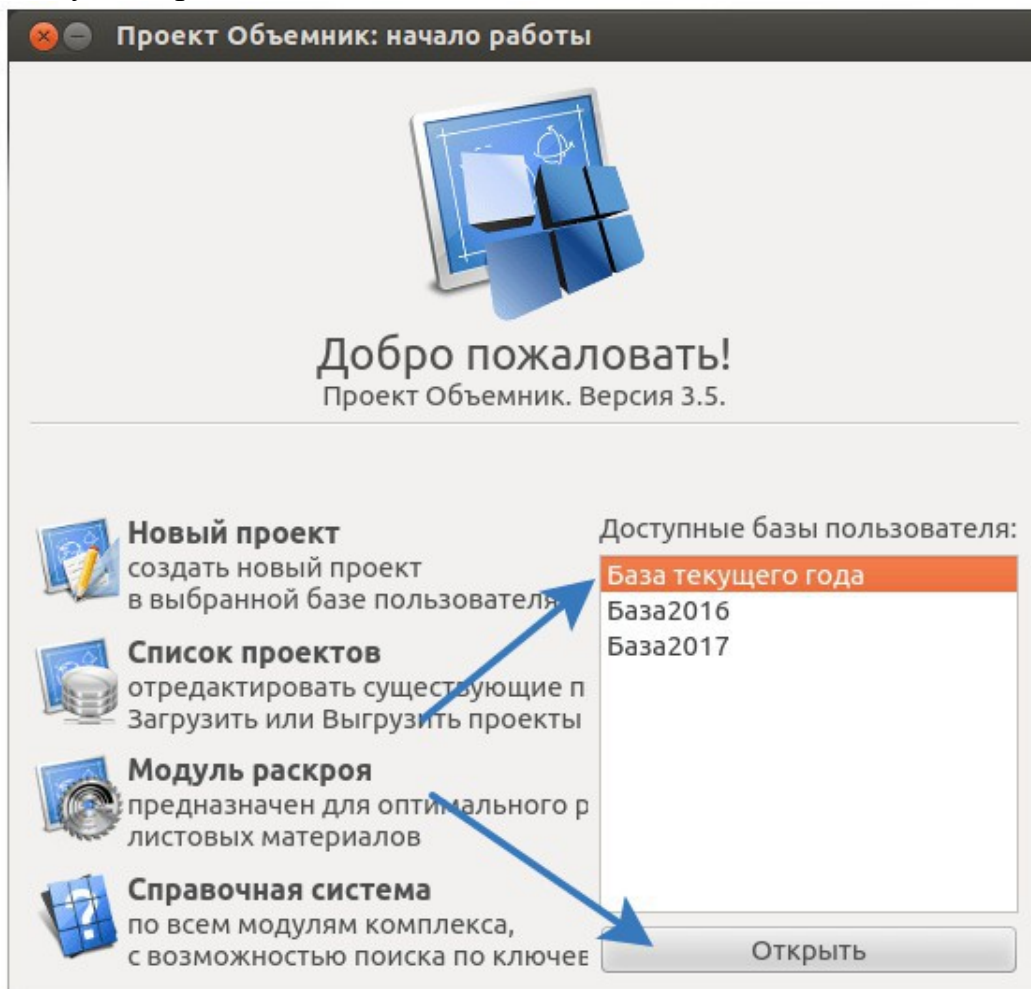 Проект Объемник: начало работы
Добро пожаловать!
Проект Объемник. Версия 3.5.
Новый проект
создать новый проект
в выбранной базе пользователя
Список проектов
отредактировать существующие п
Загрузить или Выгрузить проекты
Модуль раскроя
предназначен для оптимального р
листовых материалов
Справочная система
по всем модулям комплекса,
с возможностью поиска по ключев
Доступные базы пользователя:
База текущего года
База2016
База2017
Открыть